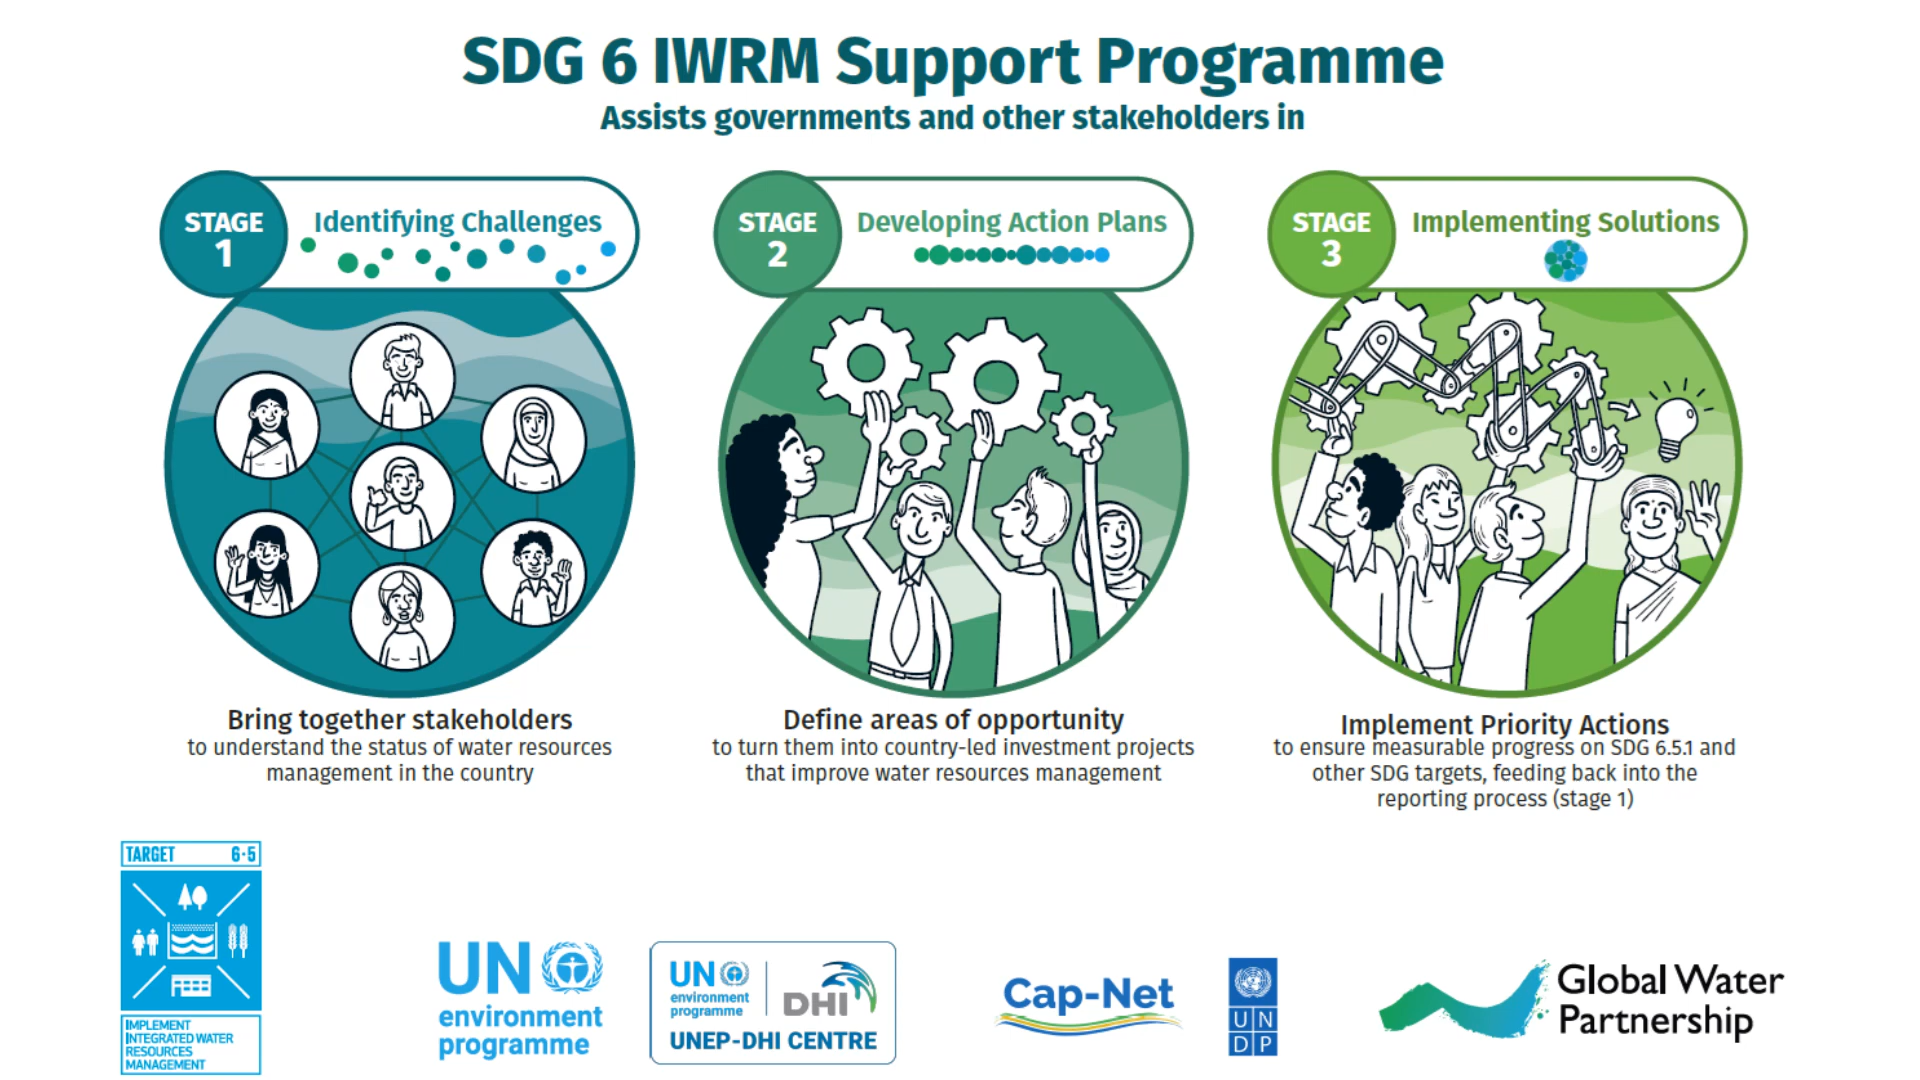 SDG 6 IWRM Support Programme
Assists governments and other stakeholders in
STAGE
1
Identifying Challenges
STAGE
2
Developing Action Plans
STAGE
3
Implementing Solutions
Bring together stakeholders
to understand the status of water resources
management in the country
Define areas of opportunity
to turn them into country-led investment projects
that improve water resources management
Implement Priority Actions
to ensure measurable progress on SDG 6.5.1 and
other SDG targets, feeding back into the
reporting process (stage 1)
TARGET 6·5
IMPLEMENT
INTEGRATED WATER
RESOURCES
MANAGEMENT
UN
environment
programme
UN
environment
programme
DHI
UNEP-DHI CENTRE
Cap-Net
U N
D P
Global Water
Partnership